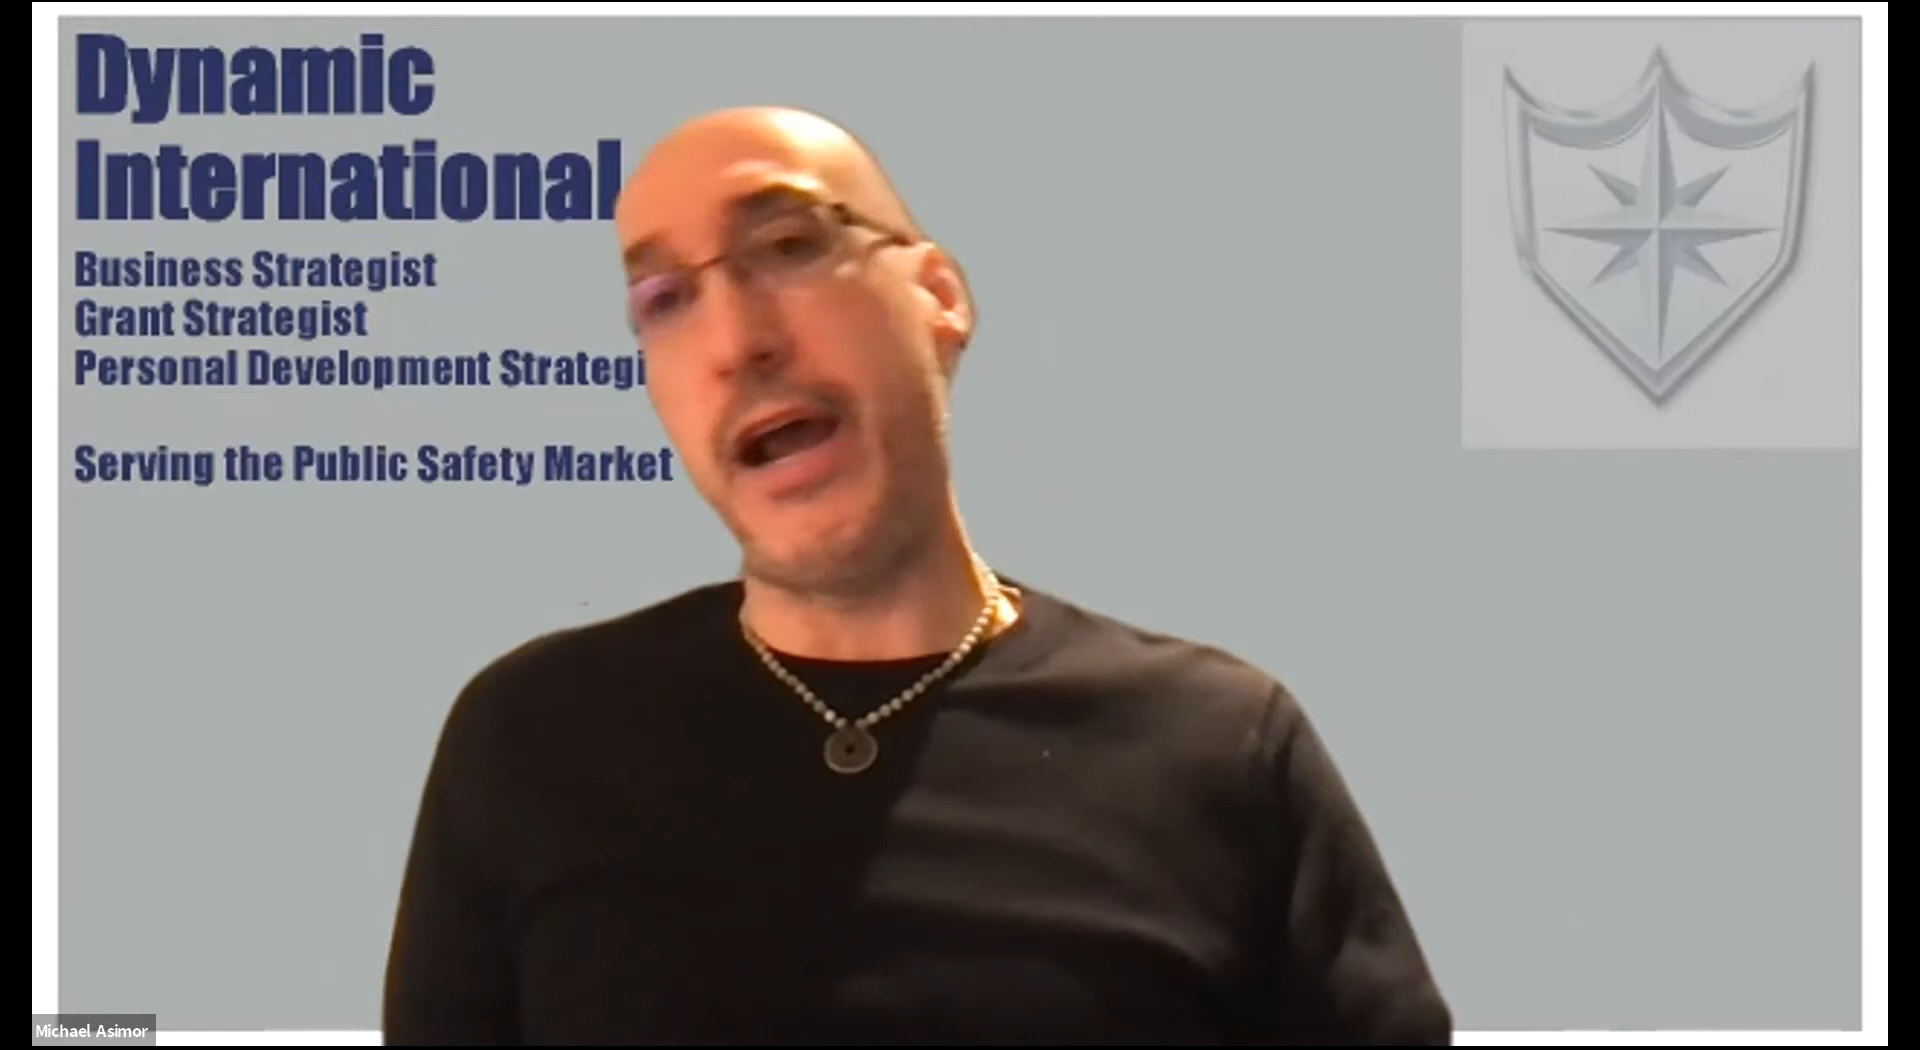 Dynamic
International
Business Strategist
Grant Strategist
Personal Development Strategi
Serving the Public Safety Market
Michael Asimor